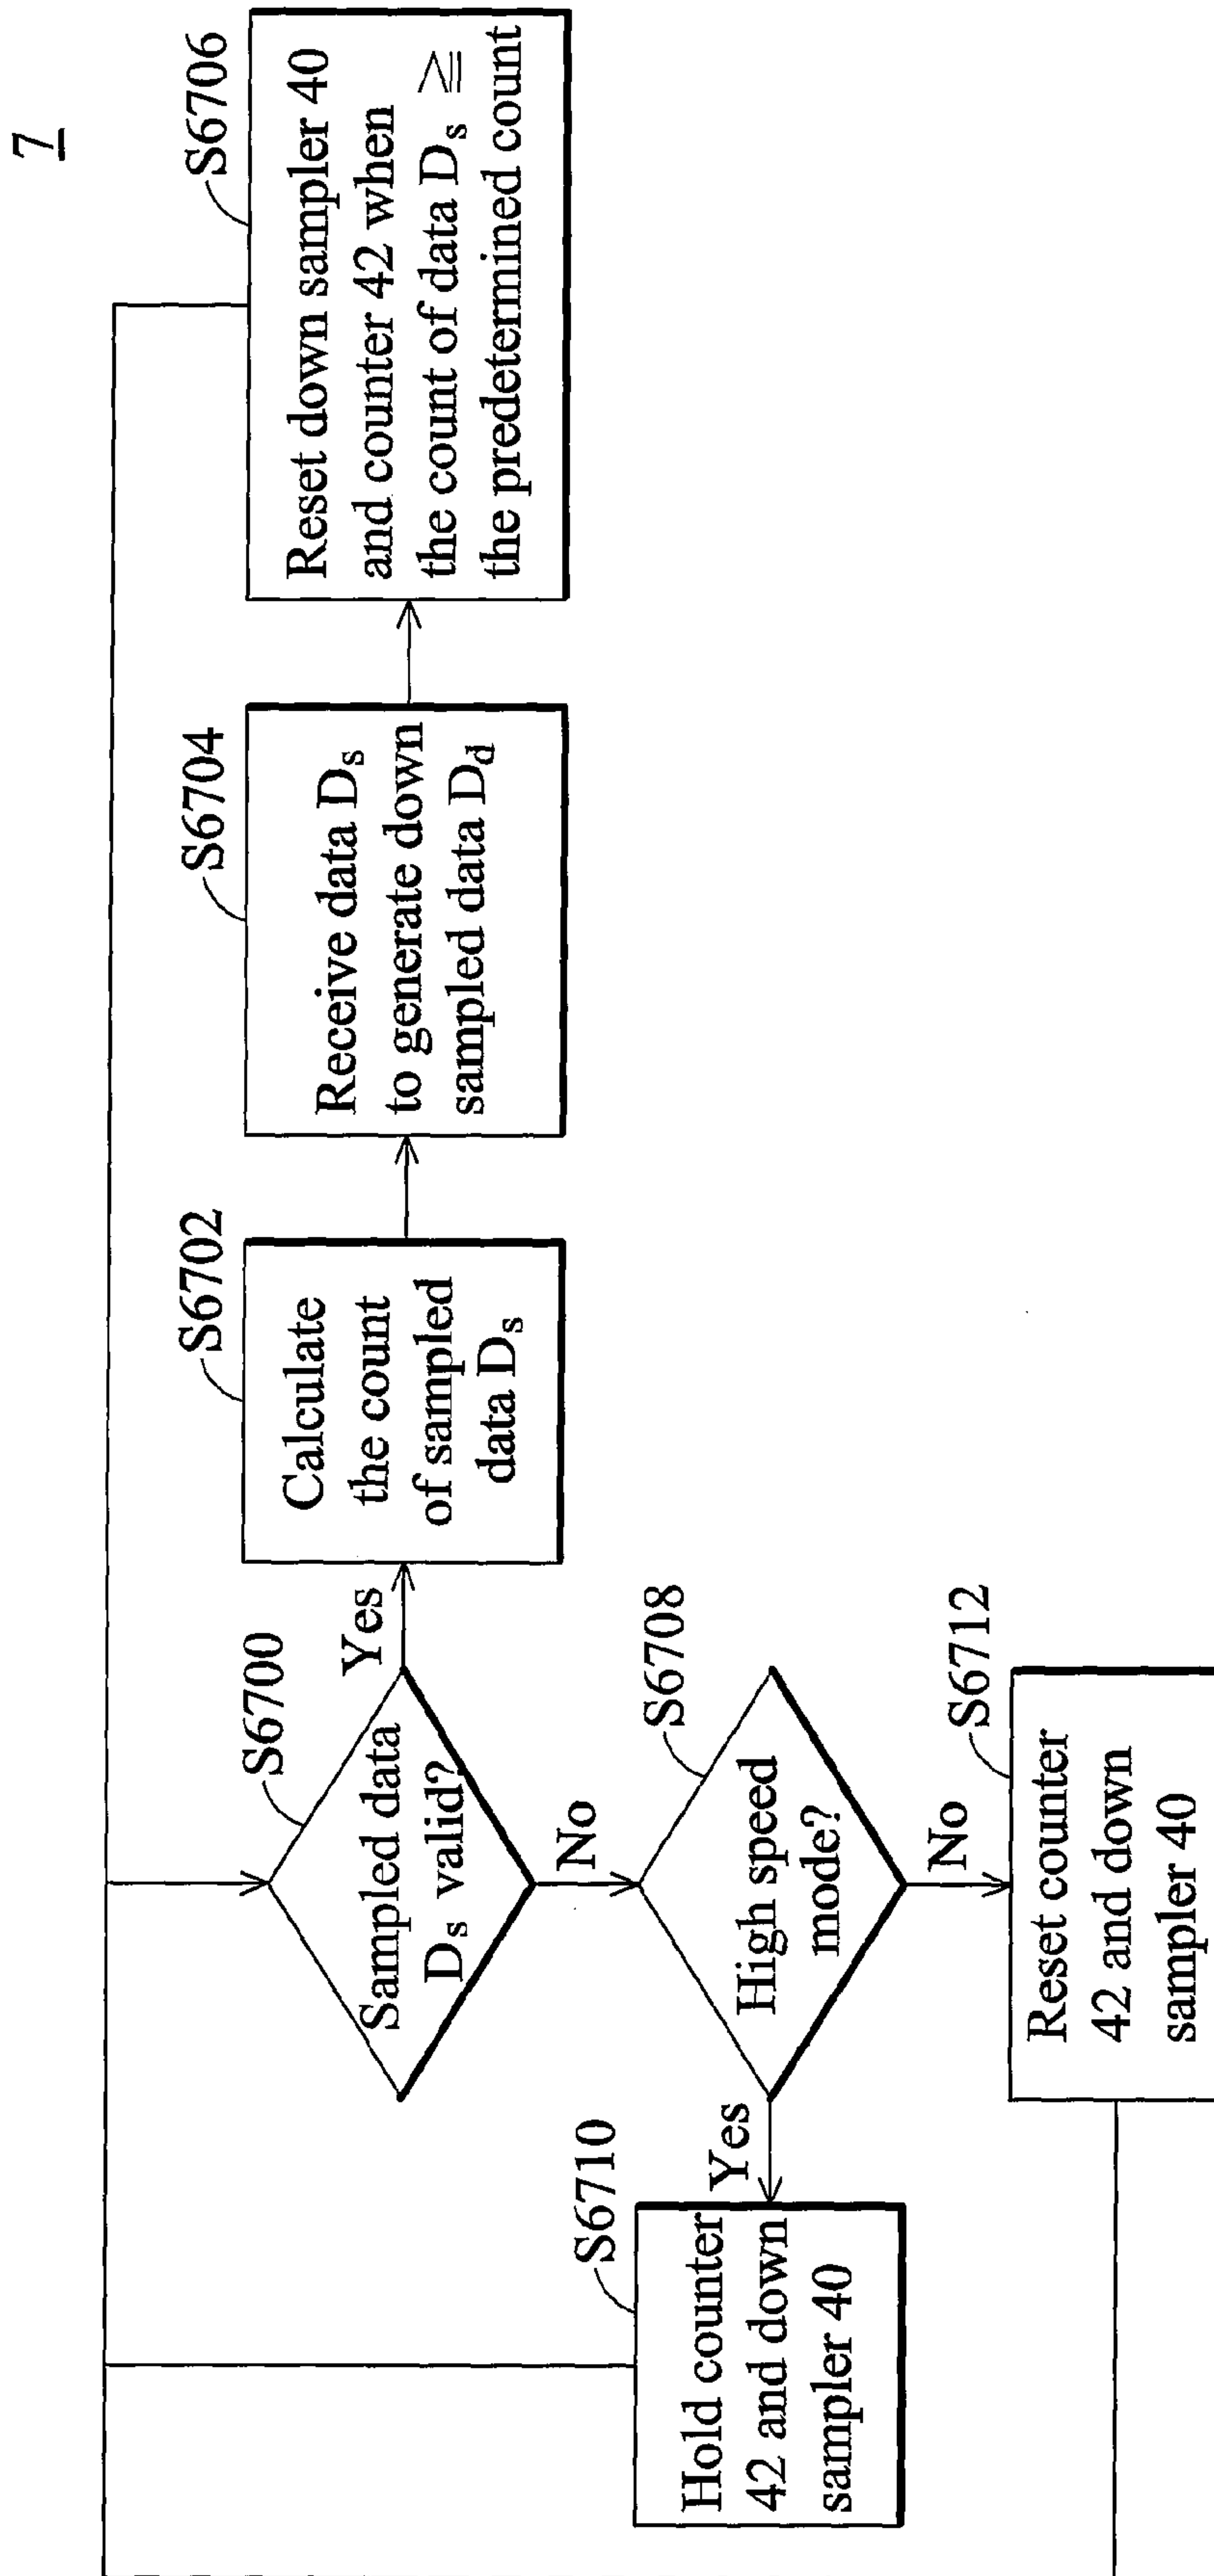 7
S6700
Sampled data
Ds valid?
Yes
No
S6702
Calculate
the count
of sampled
data Ds
S6704
Receive data Ds
to generate down
sampled data Dd
S6706
Reset down sampler 40
and counter 42 when
the count of data Ds ≧
the predetermined count
S6708
High speed
mode?
Yes
No
S6710
Hold counter
42 and down
sampler 40
S6712
Reset counter
42 and down
sampler 40